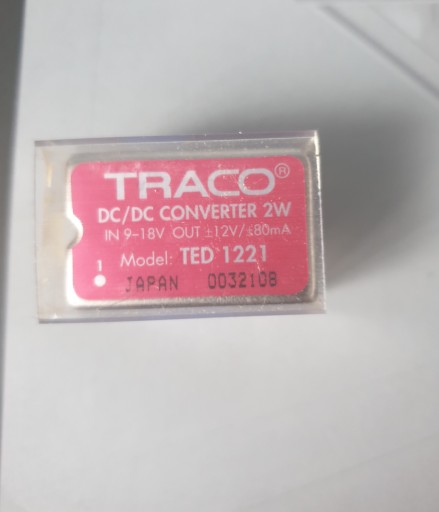 TRACO®
DC/DC CONVERTER 2W
IN 9-18V OUT ±12V/±80mA
Model: TED 1221
1
JAPAN 0032108